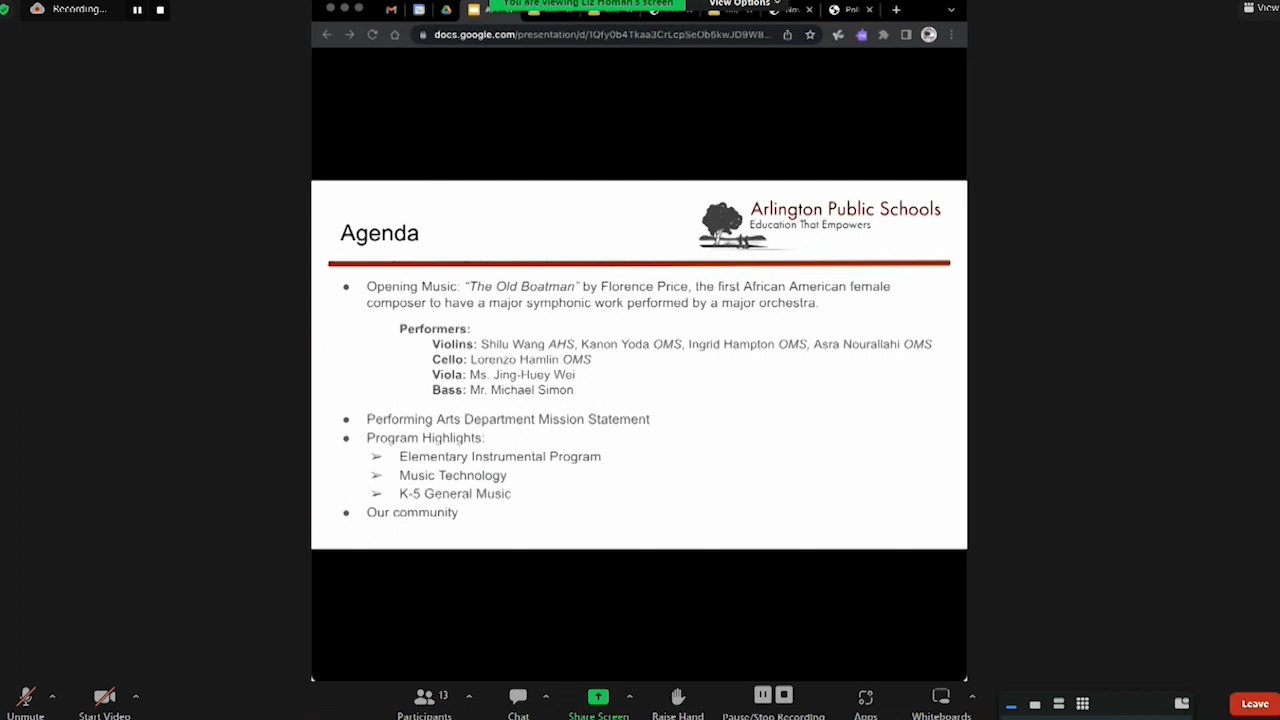 Recording...
You are viewing Liz Homan's screen
View Options
View
docs.google.com/presentation/d/
Arlington Public Schools
Education That Empowers
Agenda
● Opening Music: “The Old Boatman” by Florence Price, the first African American female
composer to have a major symphonic work performed by a major orchestra.
Performers:
Violins: Shilu Wang AHS, Kanon Yoda OMS, Ingrid Hampton OMS, Asra Nourallahi OMS
Cello: Lorenzo Hamlin OMS
Viola: Ms. Jing-Huey Wei
Bass: Mr. Michael Simon
● Performing Arts Department Mission Statement
● Program Highlights:
➢ Elementary Instrumental Program
➢ Music Technology
➢ K-5 General Music
● Our community
13
Unmute
Start Video
Participants
Chat
Share Screen
Raise Hand
Pause/Stop Recording
Apps
Whiteboards
Leave